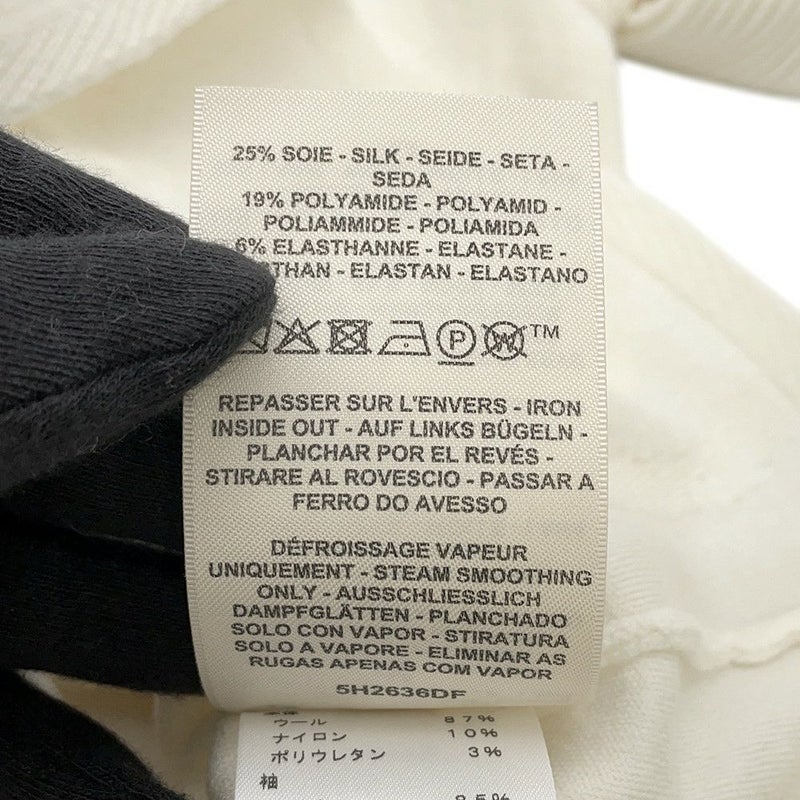 25% SOIE - SILK - SEIDE - SETA -
SEDA
19% POLYAMIDE - POLYAMID -
POLIAMMIDE - POLIAMIDA
6% ELASTHANNE - ELASTANE -
THAN - ELASTAN - ELASTANO
P W TM
REPASSER SUR L'ENVERS - IRON
INSIDE OUT - AUF LINKS BÜGELN -
PLANCHAR POR EL REVÉS -
STIRARE AL ROVESCIO - PASSAR A
FERRO DO AVESSO
DÉFROISSAGE VAPEUR
UNIQUEMENT - STEAM SMOOTHING
ONLY - AUSSCHLIESSLICH
DAMPFGLÄTTEN - PLANCHADO
SOLO CON VAPOR - STIRATURA
SOLO A VAPORE - ELIMINAR AS
RUGAS APENAS COM VAPOR
5H2636DF
ウール 87%
ナイロン 10%
ポリウレタン 3%
袖